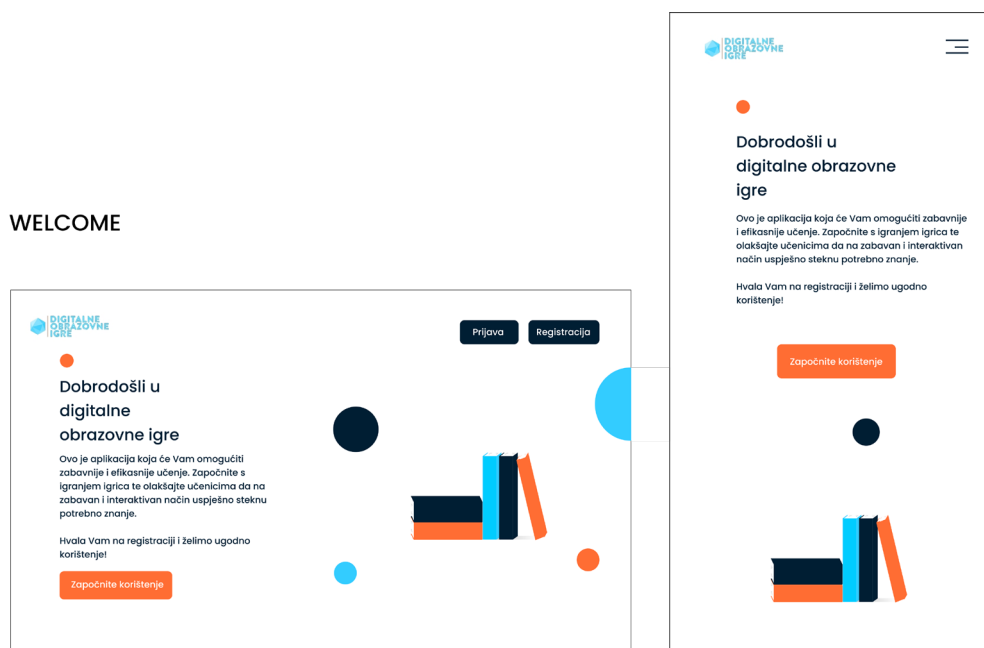 WELCOME
DIGITALNE
OBRAZOVNE
IGRE
Prijava
Registracija
Dobrodošli u
digitalne
obrazovne igre
Ovo je aplikacija koja će Vam omogućiti
zabavnije i efikasnije učenje. Započnite s
igranjem igrica te olakšajte učenicima da na
zabavan i interaktivan način uspješno steknu
potrebno znanje.
Hvala Vam na registraciji i želimo ugodno
korištenje!
Započnite korištenje
DIGITALNE
OBRAZOVNE
IGRE
Dobrodošli u
digitalne obrazovne
igre
Ovo je aplikacija koja će Vam omogućiti zabavnije
i efikasnije učenje. Započnite s igranjem igrica te
olakšajte učenicima da na zabavan i interaktivan
način uspješno steknu potrebno znanje.
Hvala Vam na registraciji i želimo ugodno
korištenje!
Započnite korištenje